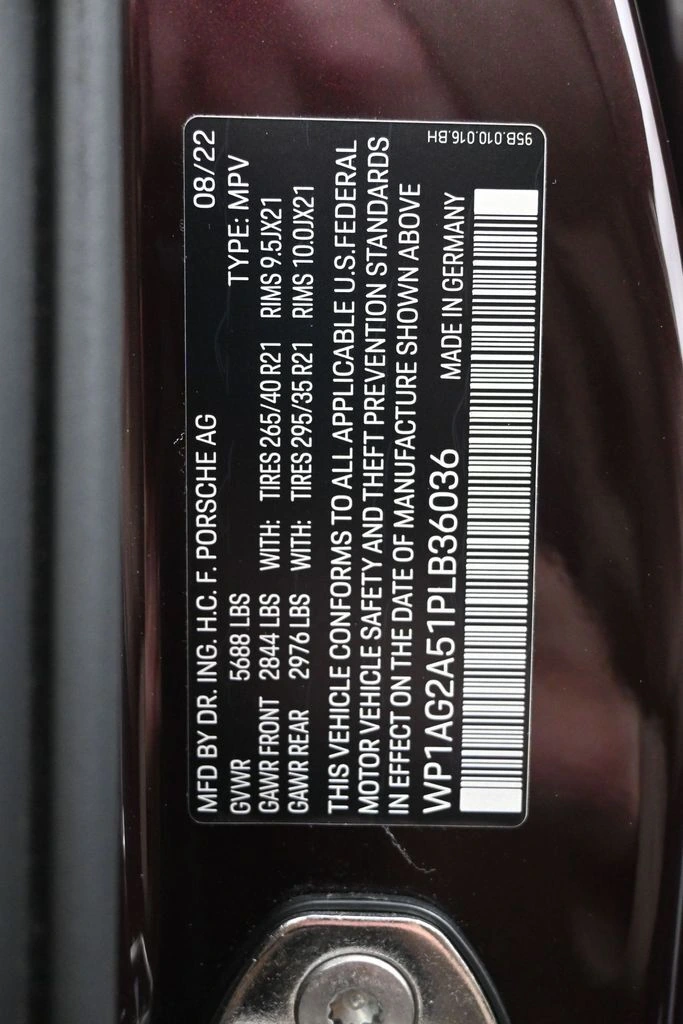 MFD BY DR. ING. H.C. F. PORSCHE AG 08/22
GVWR 5688 LBS TYPE: MPV
GAWR FRONT 2844 LBS WITH: TIRES 265/40 R21 RIMS 9.5JX21
GAWR REAR 2976 LBS WITH: TIRES 295/35 R21 RIMS 10.0JX21
THIS VEHICLE CONFORMS TO ALL APPLICABLE U.S.FEDERAL
MOTOR VEHICLE SAFETY AND THEFT PREVENTION STANDARDS
IN EFFECT ON THE DATE OF MANUFACTURE SHOWN ABOVE
WP1AG2A51PLB36036 MADE IN GERMANY
95B.010.016.BH